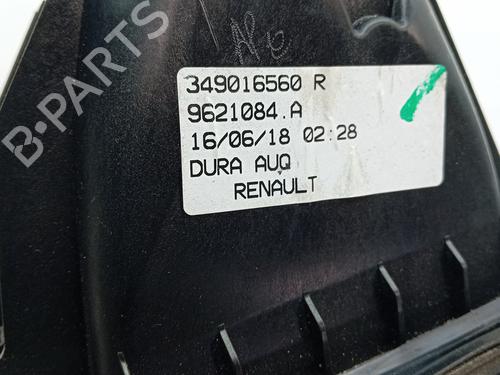 349016560 R
9621084.A
16/06/18 02:28
DURA AUQ
RENAULT
B-PARTS